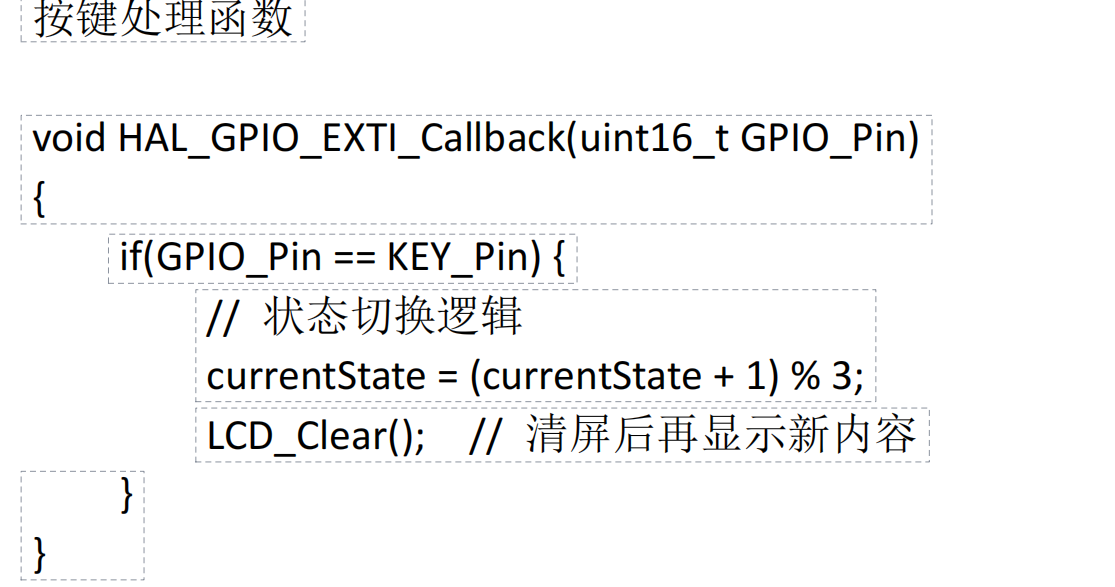 按键处理函数
void HAL_GPIO_EXTI_Callback(uint16_t GPIO_Pin)
{
if(GPIO_Pin == KEY_Pin) {
// 状态切换逻辑
currentState = (currentState + 1) % 3;
LCD_Clear(); // 清屏后再显示新内容
}
}